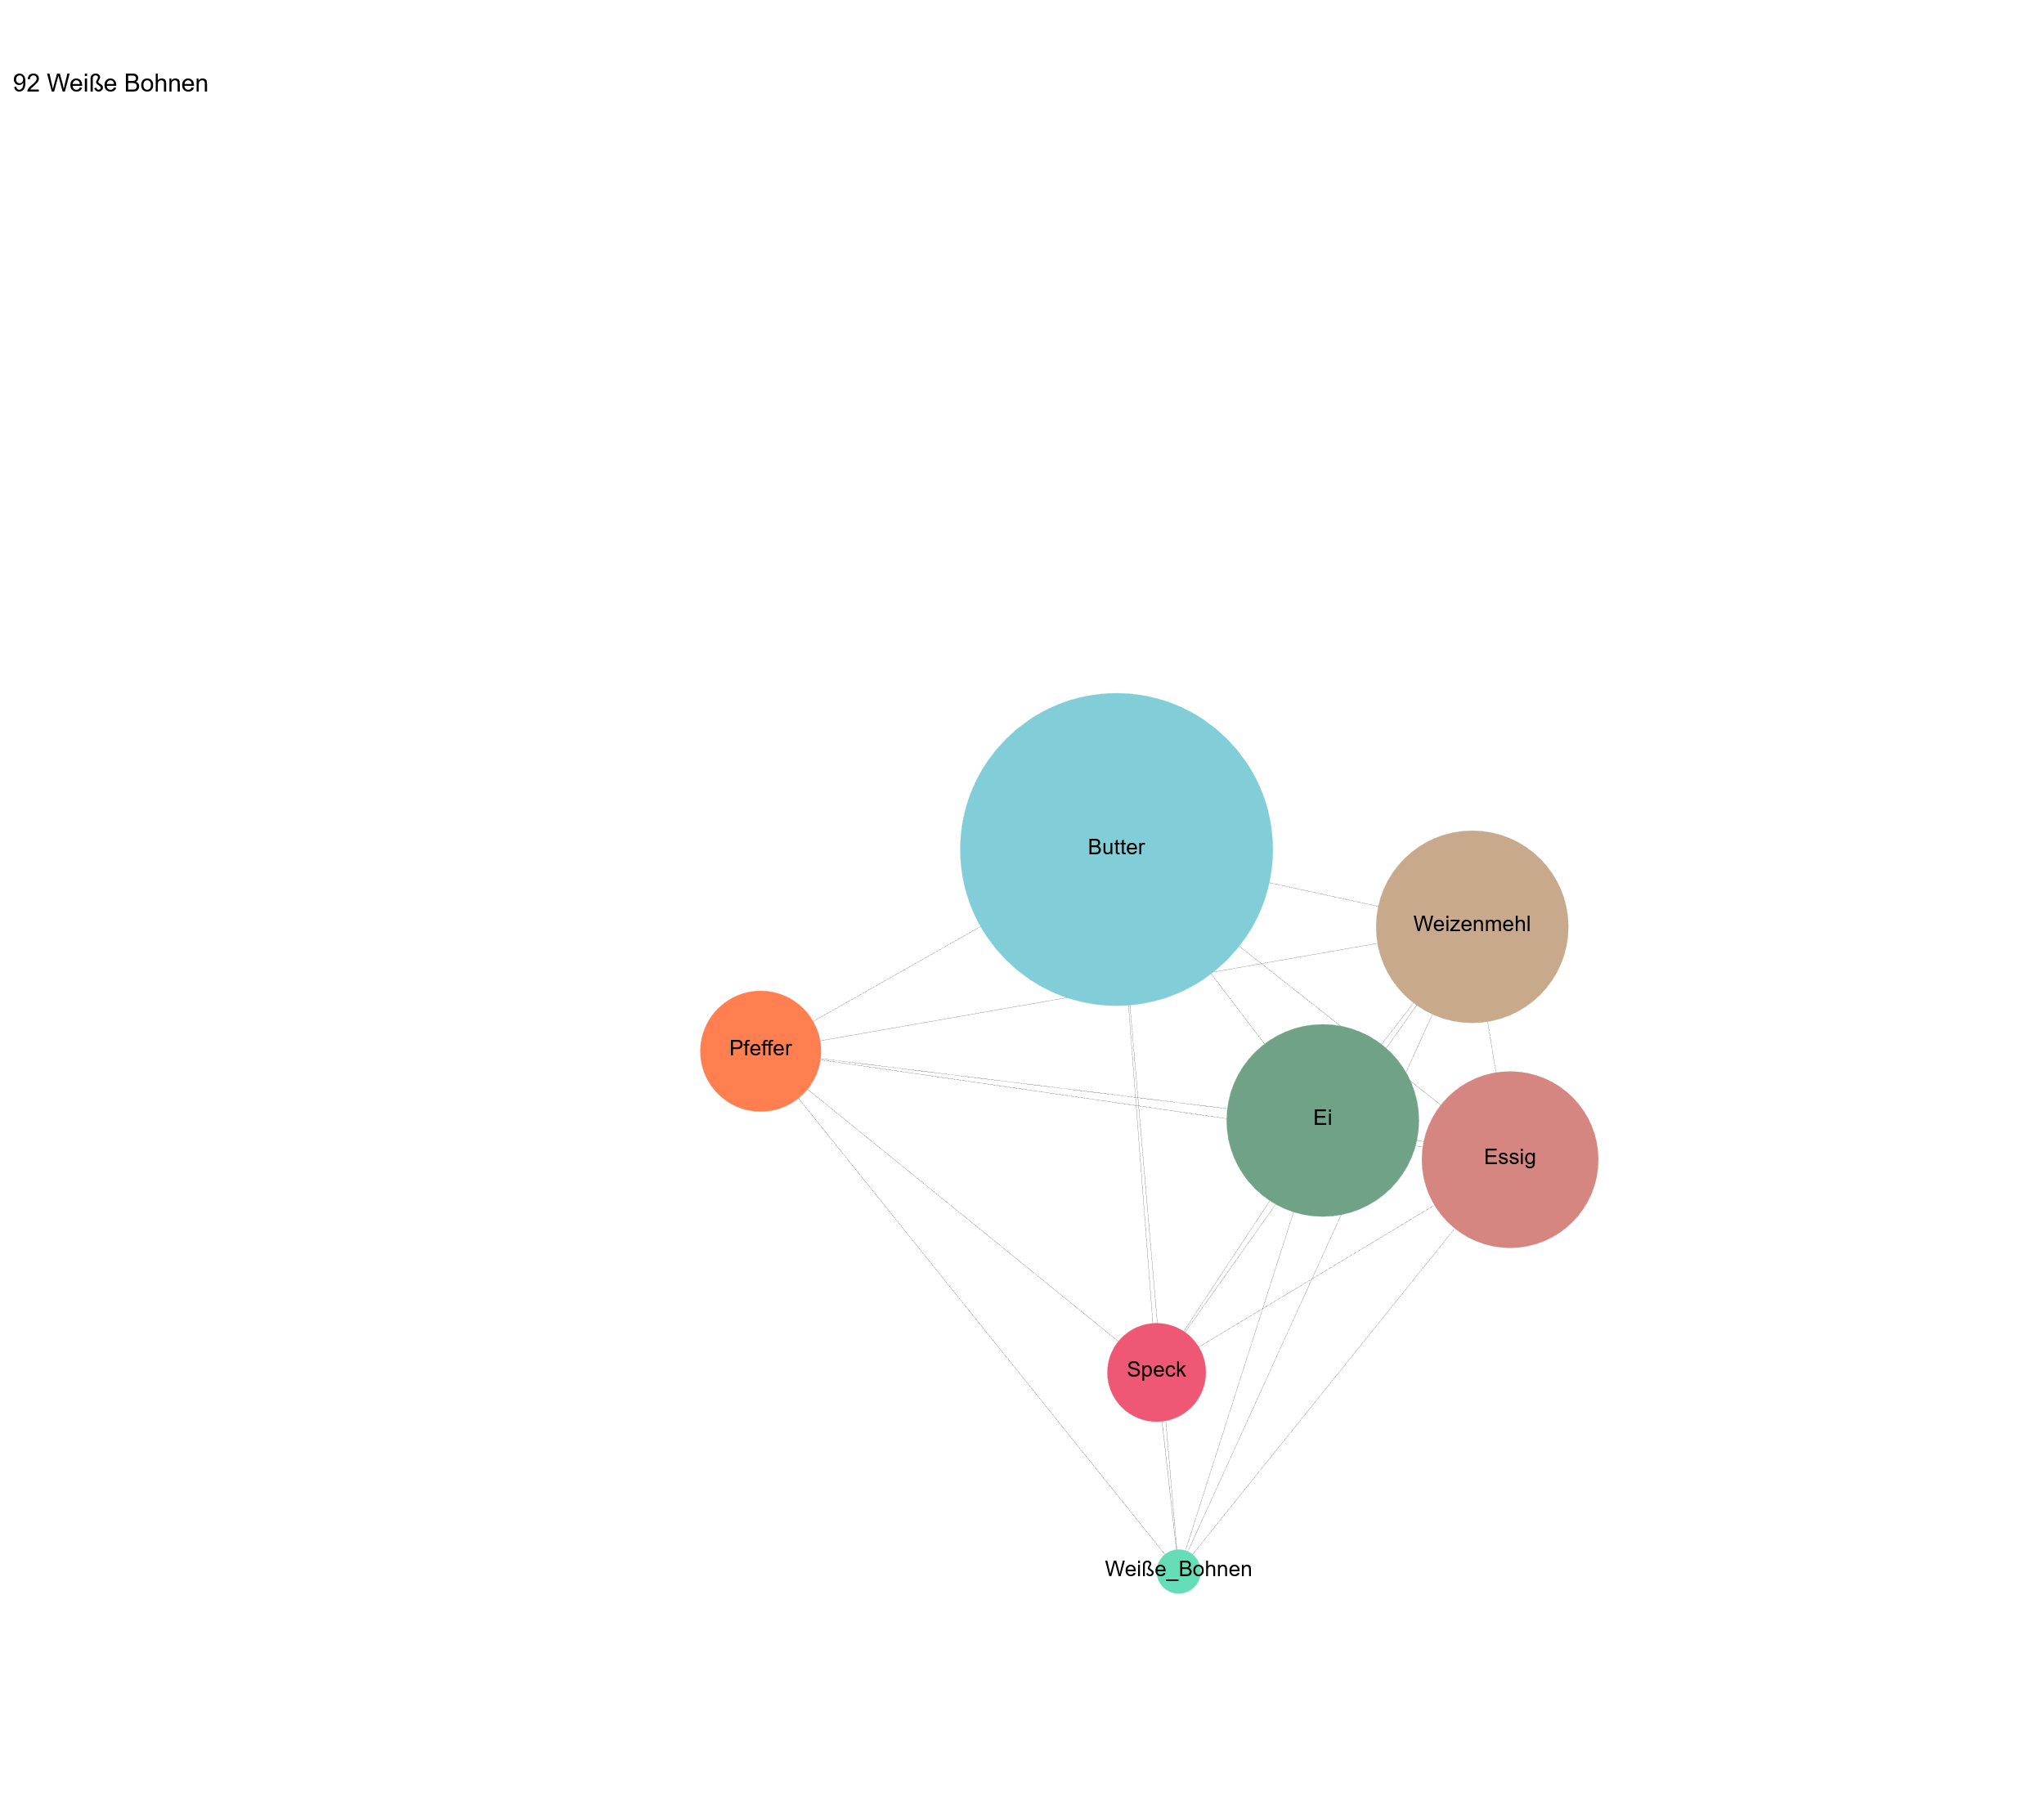 92 Weiße Bohnen
Butter
Weizenmehl
Pfeffer
Ei
Essig
Speck
Weiße_Bohnen